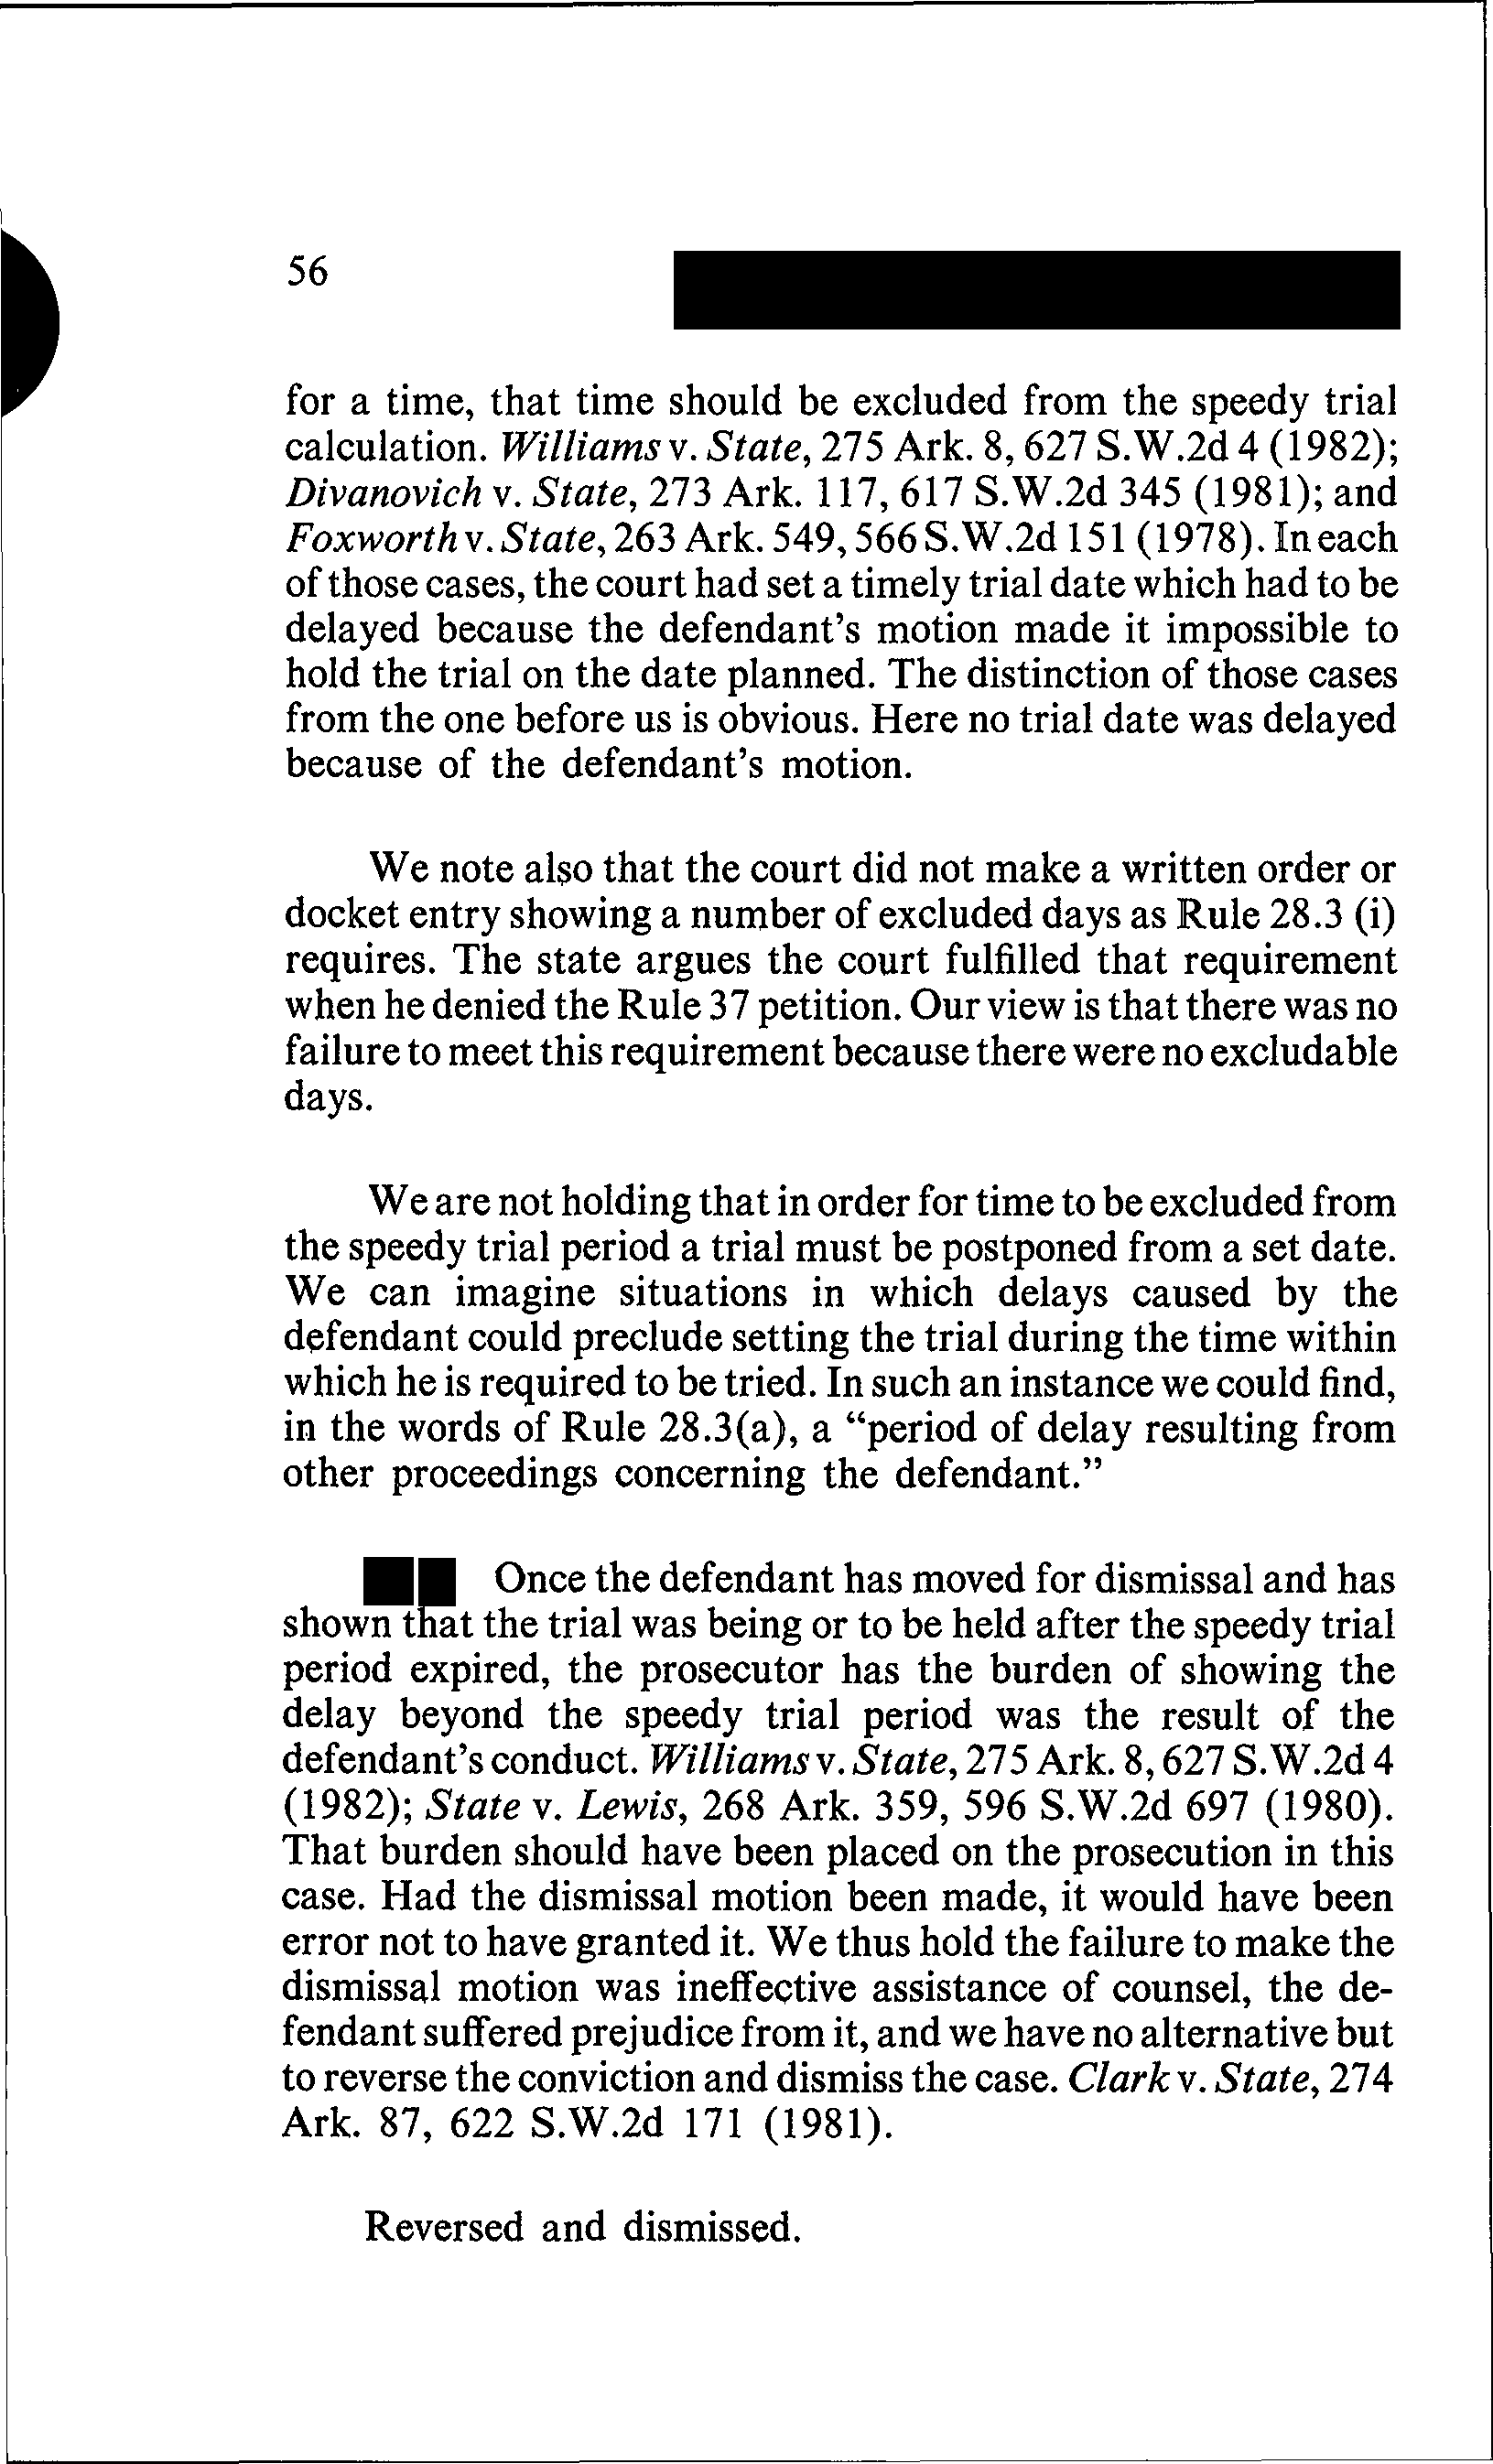 56
for a time, that time should be excluded from the speedy trial
calculation. Williams v. State, 275 Ark. 8, 627 S.W.2d 4 (1982);
Divanovich v. State, 273 Ark. 117, 617 S.W.2d 345 (1981); and
Foxworth v. State, 263 Ark. 549, 566 S.W.2d 151 (1978). In each
of those cases, the court had set a timely trial date which had to be
delayed because the defendant's motion made it impossible to
hold the trial on the date planned. The distinction of those cases
from the one before us is obvious. Here no trial date was delayed
because of the defendant's motion.
We note also that the court did not make a written order or
docket entry showing a number of excluded days as Rule 28.3 (i)
requires. The state argues the court fulfilled that requirement
when he denied the Rule 37 petition. Our view is that there was no
failure to meet this requirement because there were no excludable
days.
We are not holding that in order for time to be excluded from
the speedy trial period a trial must be postponed from a set date.
We can imagine situations in which delays caused by the
defendant could preclude setting the trial during the time within
which he is required to be tried. In such an instance we could find,
in the words of Rule 28.3(a), a “period of delay resulting from
other proceedings concerning the defendant.”
Once the defendant has moved for dismissal and has
shown that the trial was being or to be held after the speedy trial
period expired, the prosecutor has the burden of showing the
delay beyond the speedy trial period was the result of the
defendant's conduct. Williams v. State, 275 Ark. 8, 627 S.W.2d 4
(1982); State v. Lewis, 268 Ark. 359, 596 S.W.2d 697 (1980).
That burden should have been placed on the prosecution in this
case. Had the dismissal motion been made, it would have been
error not to have granted it. We thus hold the failure to make the
dismissal motion was ineffective assistance of counsel, the de-
fendant suffered prejudice from it, and we have no alternative but
to reverse the conviction and dismiss the case. Clark v. State, 274
Ark. 87, 622 S.W.2d 171 (1981).
Reversed and dismissed.